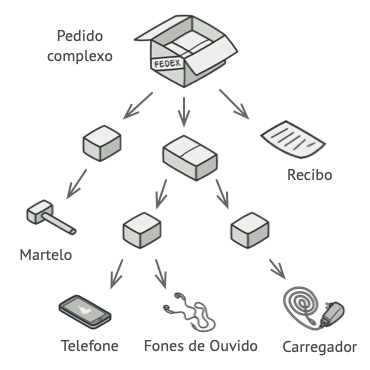 Pedido
complexo
FEDEX
Recibo
Martelo
Telefone
Fones de Ouvido
Carregador